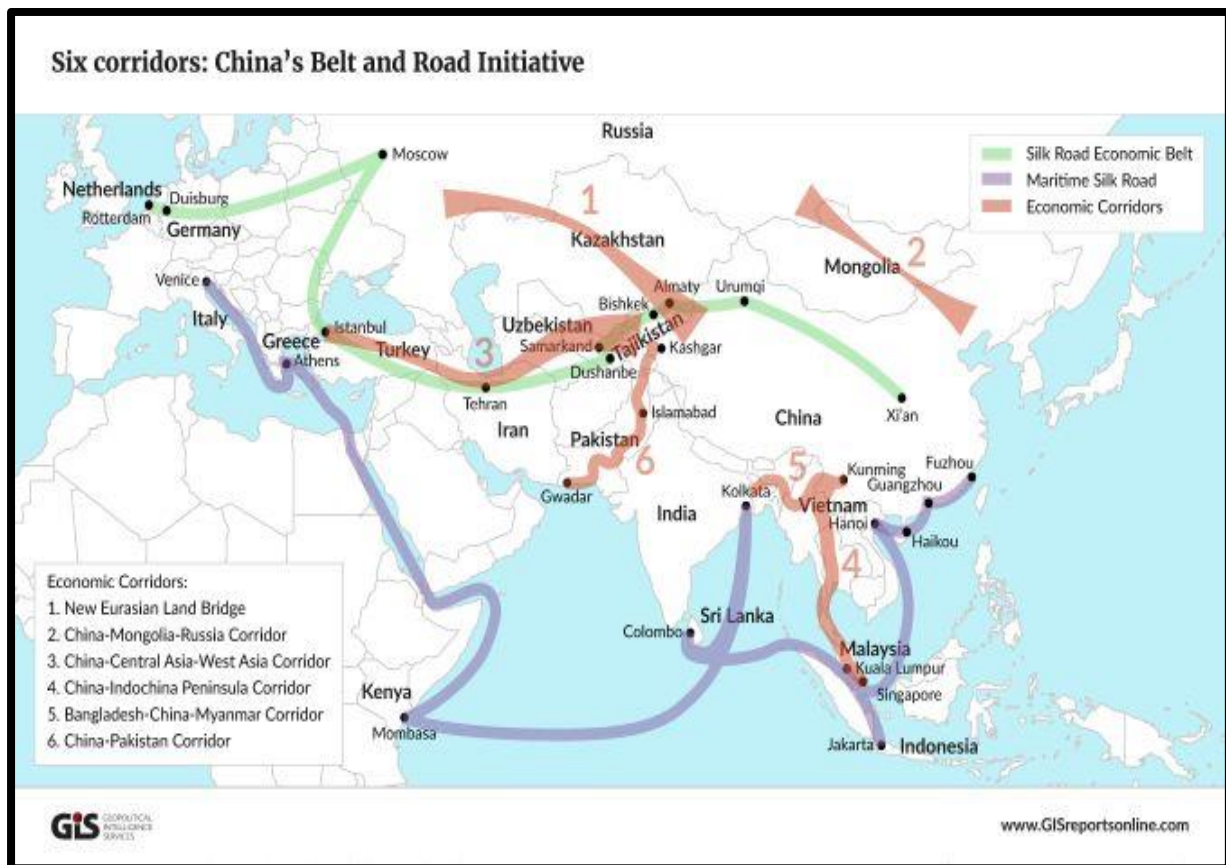 Six corridors: China's Belt and Road Initiative
Russia
Silk Road Economic Belt
Maritime Silk Road
Economic Corridors
Moscow
Netherlands
Duisburg
Rotterdam
Germany
1
Kazakhstan
2
Mongolia
Venice
Italy
Almaty
Urumqi
Bishkek
Uzbekistan
Tajikistan
Istanbul
Greece
Turkey
Athens
3
Samarkand
Kashgar
Dushanbe
Tehran
Iran
Islamabad
Xi'an
China
Pakistan
6
5
Kunming
Fuzhou
Guangzhou
Gwadar
Kolkata
India
Vietnam
Hanoi
Haikou
4
Economic Corridors:
1. New Eurasian Land Bridge
2. China-Mongolia-Russia Corridor
3. China-Central Asia-West Asia Corridor
4. China-Indochina Peninsula Corridor
5. Bangladesh-China-Myanmar Corridor
6. China-Pakistan Corridor
Sri Lanka
Colombo
Malaysia
Kuala Lumpur
Singapore
Kenya
Mombasa
Jakarta
Indonesia
GIS
GEOPOLITICAL
INTELLIGENCE
SERVICES
www.GISreportsonline.com